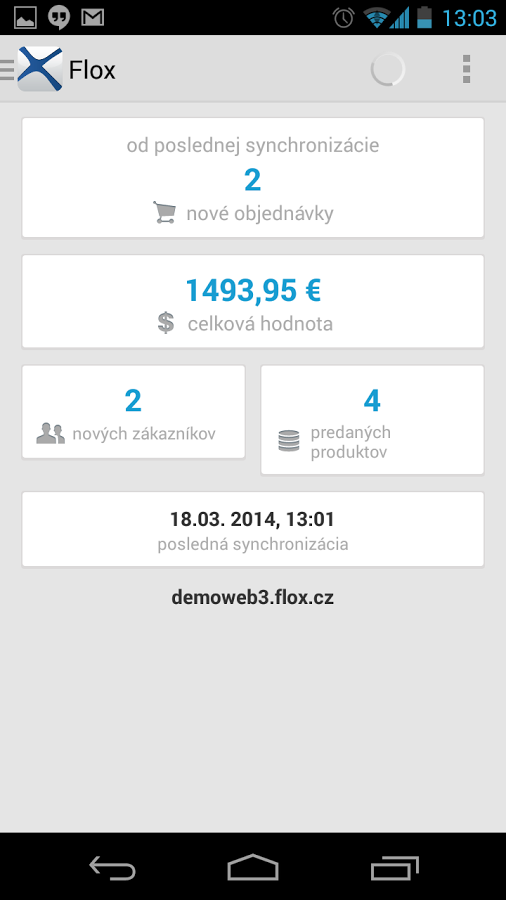 13:03
Flox
od poslednej synchronizácie
2
nové objednávky
1493,95 €
celková hodnota
2
nových zákazníkov
4
predaných
produktov
18.03. 2014, 13:01
posledná synchronizácia
demoweb3.flox.cz